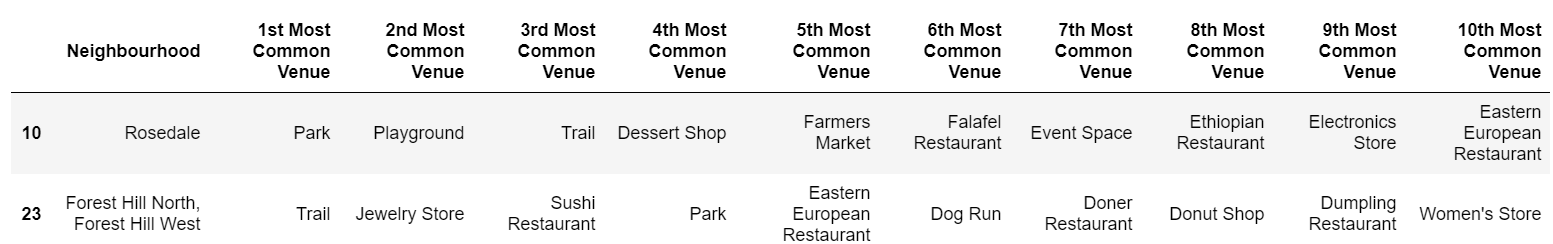 Neighbourhood 1st Most Common Venue 2nd Most Common Venue 3rd Most Common Venue 4th Most Common Venue 5th Most Common Venue 6th Most Common Venue 7th Most Common Venue 8th Most Common Venue 9th Most Common Venue 10th Most Common Venue
10 Rosedale Park Playground Trail Dessert Shop Farmers Market Falafel Restaurant Event Space Ethiopian Restaurant Electronics Store Eastern European Restaurant
23 Forest Hill North, Forest Hill West Trail Jewelry Store Sushi Restaurant Park Eastern European Restaurant Dog Run Doner Restaurant Donut Shop Dumpling Restaurant Women's Store